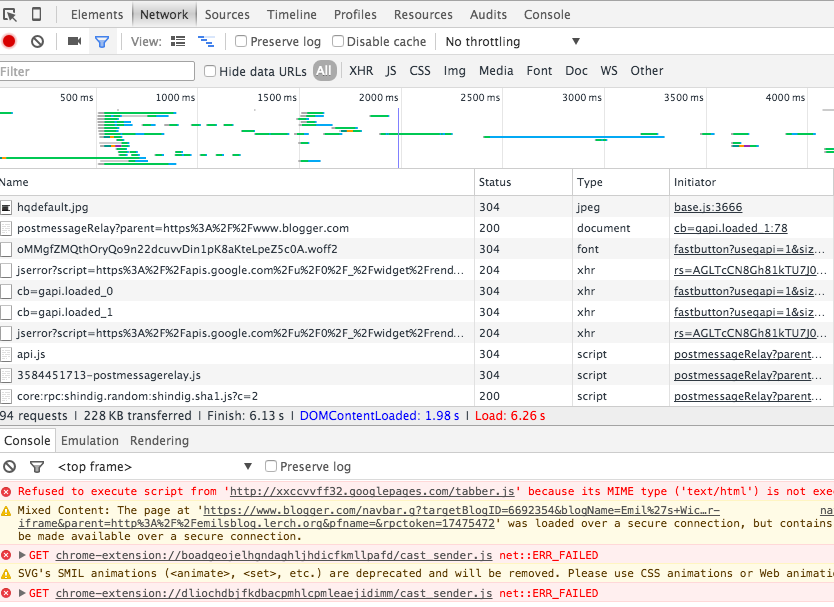 Elements Network Sources Timeline Profiles Resources Audits Console
View: Preserve log Disable cache No throttling
Filter Hide data URLs All XHR JS CSS Img Media Font Doc WS Other
500 ms 1000 ms 1500 ms 2000 ms 2500 ms 3000 ms 3500 ms 4000 ms
Name Status Type Initiator
hqdefault.jpg 304 jpeg base.js:3666
postmessageRelay?parent=https%3A%2F%2Fwww.blogger.com 200 document cb=gapi.loaded_1:78
oMMgfZMQthOryQo9n22dcuvvDin1pK8aKteLpeZ5c0A.woff2 304 font fastbutton?usegapi=1&siz...
jserror?script=https%3A%2F%2Fapis.google.com%2Fu%2F0%2F_%2Fwidget%2Frend... 204 xhr rs=AGLTcCN8Gh81kTU7J0...
cb=gapi.loaded_0 304 xhr fastbutton?usegapi=1&siz...
cb=gapi.loaded_1 304 xhr fastbutton?usegapi=1&siz...
jserror?script=https%3A%2F%2Fapis.google.com%2Fu%2F0%2F_%2Fwidget%2Frend... 204 xhr rs=AGLTcCN8Gh81kTU7J0...
api.js 304 script postmessageRelay?parent...
3584451713-postmessagerelay.js 304 script postmessageRelay?parent...
core:rpc:shindig.random:shindig.sha1.js?c=2 200 script postmessageRelay?parent...
94 requests | 228 KB transferred | Finish: 6.13 s | DOMContentLoaded: 1.98 s | Load: 6.26 s
Console Emulation Rendering
<top frame> Preserve log
Refused to execute script from 'http://xxccvvff32.googlepages.com/tabber.js' because its MIME type ('text/html') is not exe
Mixed Content: The page at 'https://www.blogger.com/navbar.g?targetBlogID=6692354&blogName=Emil%27s+Wic…r- na
iframe&parent=http%3A%2F%2Femilsblog.lerch.org&pfname=&rpctoken=17475472' was loaded over a secure connection, but contains
be made available over a secure connection.
GET chrome-extension://boadgeojelhgndaghljhdicfkmllpafd/cast_sender.js net::ERR_FAILED
SVG's SMIL animations (<animate>, <set>, etc.) are deprecated and will be removed. Please use CSS animations or Web animati
GET chrome-extension://dliochdbjfkdbacpmhlcpmleaejidimm/cast_sender.js net::ERR_FAILED